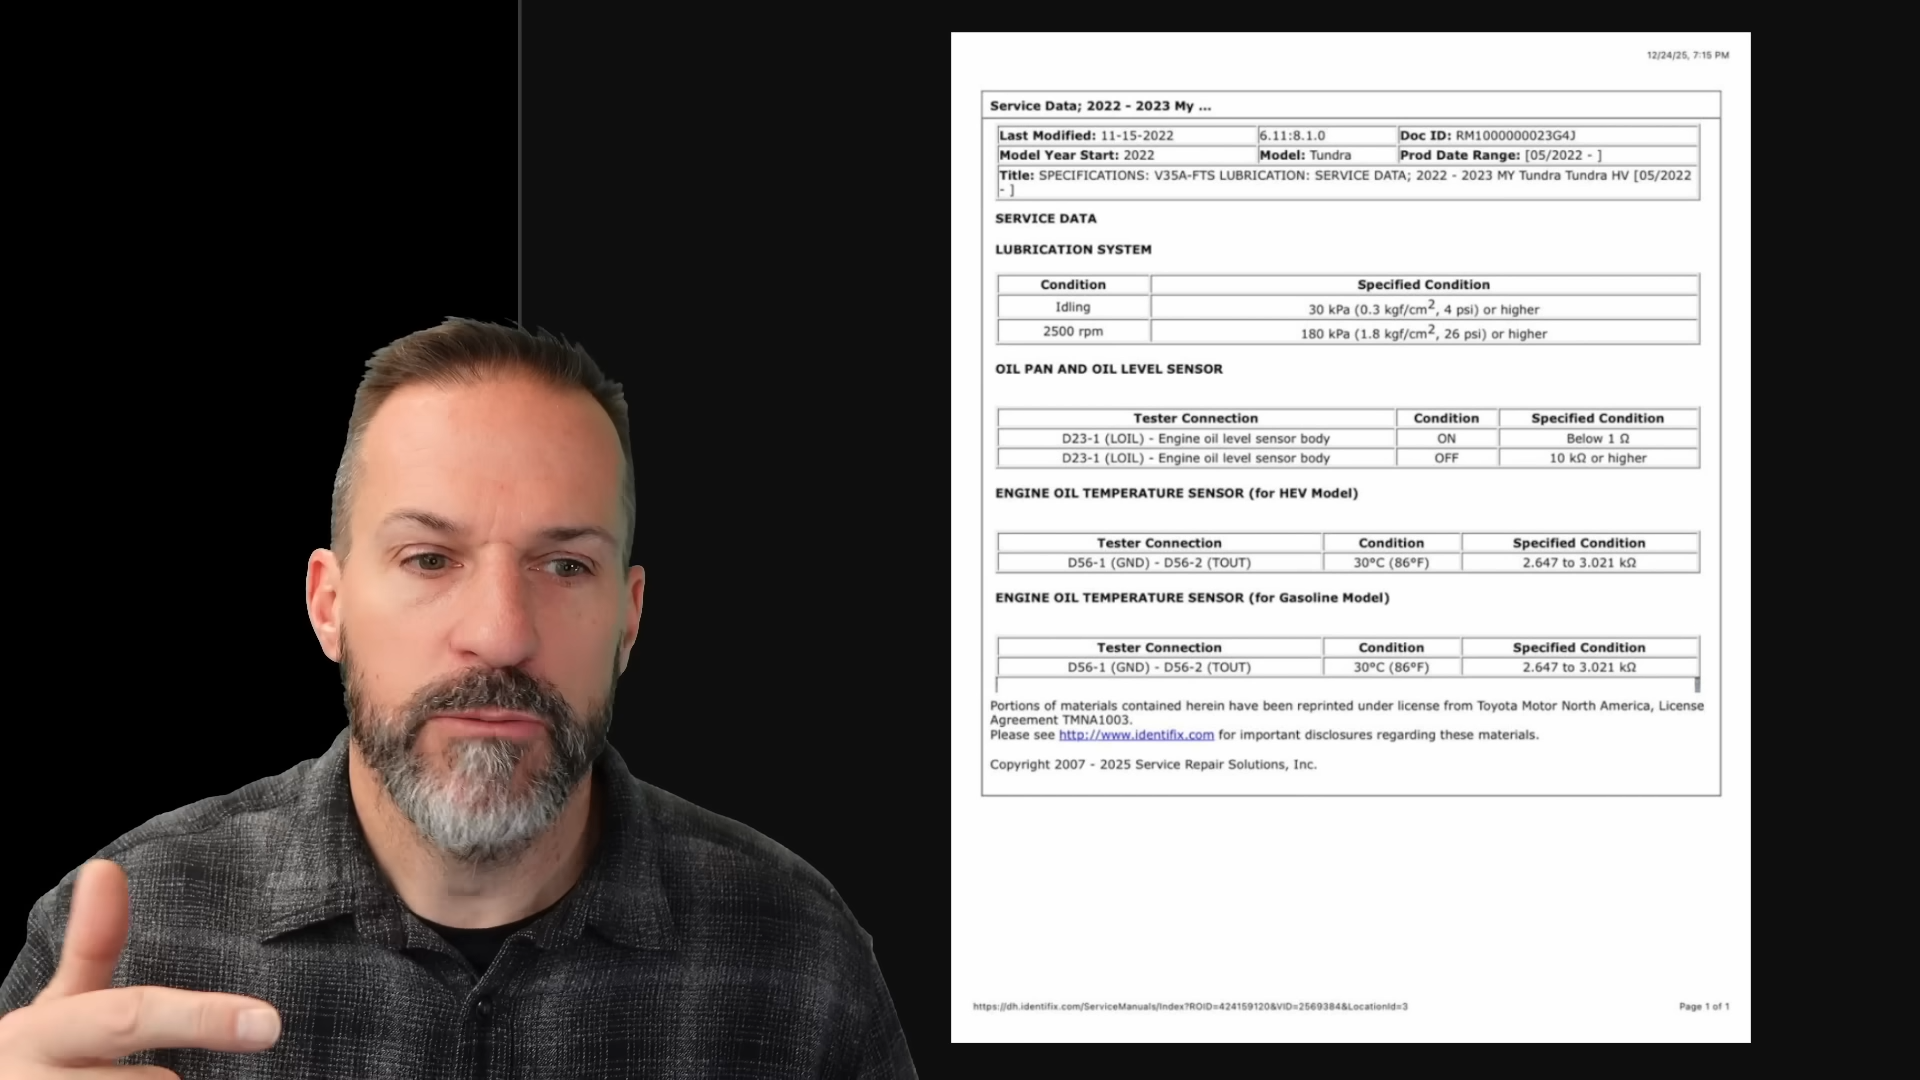 12/24/25, 7:15 PM
Service Data; 2022 - 2023 My ...
Last Modified: 11-15-2022 6.11:8.1.0 Doc ID: RM1000000023G4J
Model Year Start: 2022 Model: Tundra Prod Date Range: [05/2022 - ]
Title: SPECIFICATIONS: V35A-FTS LUBRICATION: SERVICE DATA; 2022 - 2023 MY Tundra Tundra HV [05/2022
- ]
SERVICE DATA
LUBRICATION SYSTEM
Condition Specified Condition
Idling 30 kPa (0.3 kgf/cm2, 4 psi) or higher
2500 rpm 180 kPa (1.8 kgf/cm2, 26 psi) or higher
OIL PAN AND OIL LEVEL SENSOR
Tester Connection Condition Specified Condition
D23-1 (LOIL) - Engine oil level sensor body ON Below 1 Ω
D23-1 (LOIL) - Engine oil level sensor body OFF 10 kΩ or higher
ENGINE OIL TEMPERATURE SENSOR (for HEV Model)
Tester Connection Condition Specified Condition
D56-1 (GND) - D56-2 (TOUT) 30°C (86°F) 2.647 to 3.021 kΩ
ENGINE OIL TEMPERATURE SENSOR (for Gasoline Model)
Tester Connection Condition Specified Condition
D56-1 (GND) - D56-2 (TOUT) 30°C (86°F) 2.647 to 3.021 kΩ
Portions of materials contained herein have been reprinted under license from Toyota Motor North America, License
Agreement TMNA1003.
Please see http://www.identifix.com for important disclosures regarding these materials.
Copyright 2007 - 2025 Service Repair Solutions, Inc.
https://dh.identifix.com/ServiceManuals/Index?ROID=424159120&VID=2569384&LocationId=3 Page 1 of 1